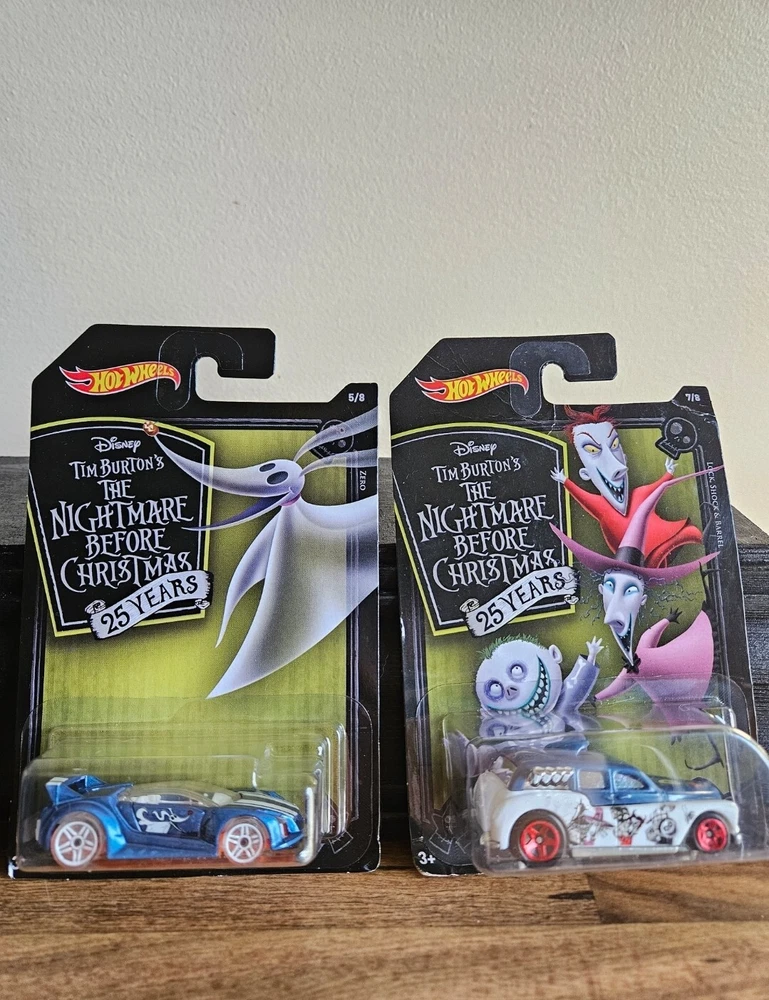 HOT WHEELS
5/8
DISNEY
TIM BURTON'S
THE
NIGHTMARE
BEFORE
CHRISTMAS
25 YEARS
ZERO
HOT WHEELS
7/8
DISNEY
TIM BURTON'S
THE
NIGHTMARE
BEFORE
CHRISTMAS
25 YEARS
LOCK, SHOCK & BARREL
3+